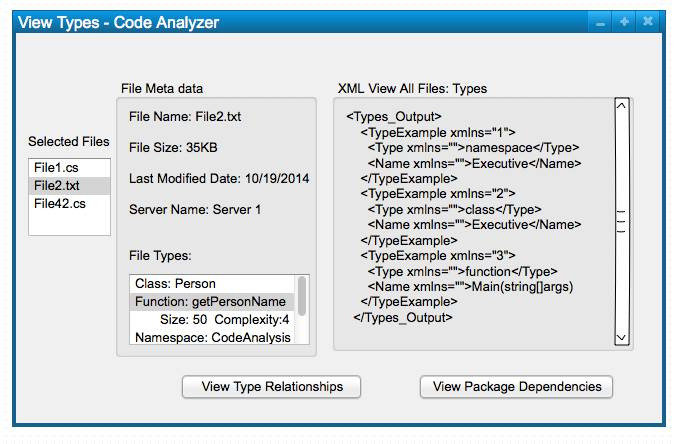 View Types - Code Analyzer
Selected Files
File1.cs
File2.txt
File42.cs
File Meta data
File Name: File2.txt
File Size: 35KB
Last Modified Date: 10/19/2014
Server Name: Server 1
File Types:
Class: Person
Function: getPersonName
Size: 50  Complexity:4
Namespace: CodeAnalysis
XML View All Files: Types
<Types_Output>
<TypeExample xmlns="1">
<Type xmlns="">namespace</Type>
<Name xmlns="">Executive</Name>
</TypeExample>
<TypeExample xmlns="2">
<Type xmlns="">class</Type>
<Name xmlns="">Executive</Name>
</TypeExample>
<TypeExample xmlns="3">
<Type xmlns="">function</Type>
<Name xmlns="">Main(string[]args)
</TypeExample>
</Types_Output>
View Type Relationships
View Package Dependencies